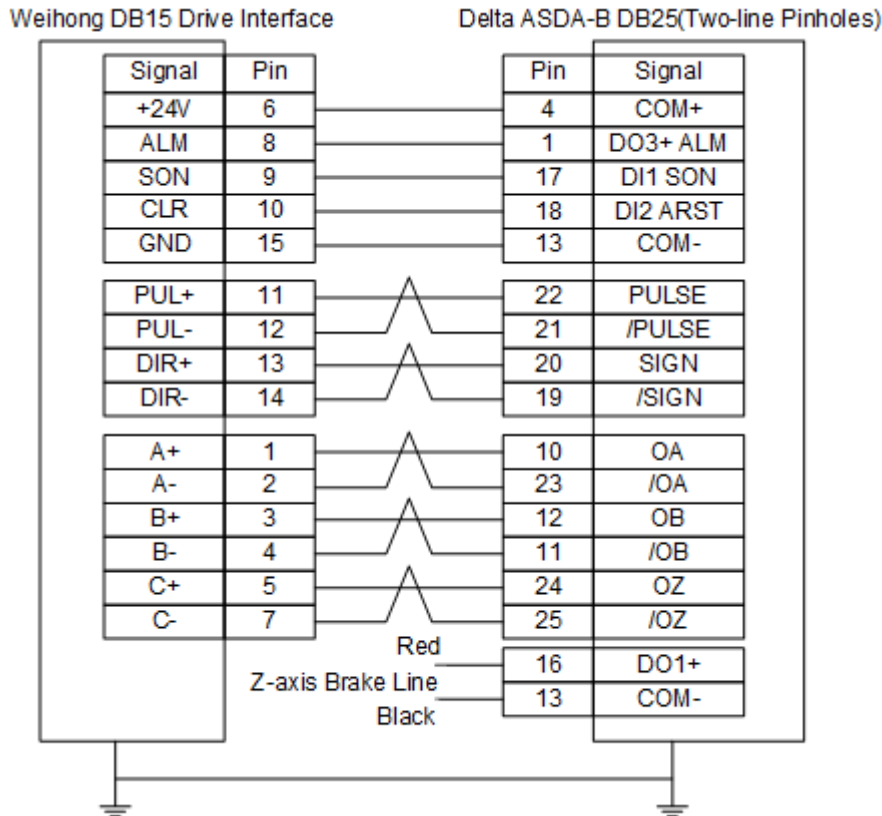 Weihong DB15 Drive Interface Delta ASDA-B DB25(Two-line Pinholes)
Signal Pin Pin Signal
+24V 6 4 COM+
ALM 8 1 DO3+ ALM
SON 9 17 DI1 SON
CLR 10 18 DI2 ARST
GND 15 13 COM-
PUL+ 11 22 PULSE
PUL- 12 21 /PULSE
DIR+ 13 20 SIGN
DIR- 14 19 /SIGN
A+ 1 10 OA
A- 2 23 /OA
B+ 3 12 OB
B- 4 11 /OB
C+ 5 24 OZ
C- 7 25 /OZ
Red 16 DO1+
Z-axis Brake Line
Black 13 COM-